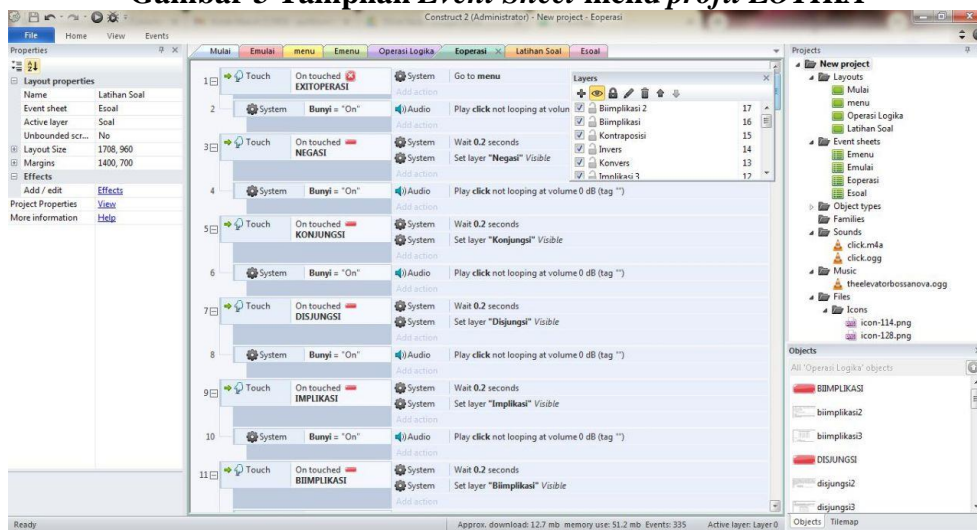 Gambar 3 Tampilan Event Sheet menu profil LOTIKA
Construct 2 (Administrator) - New project - Eoperasi
File Home View Events
Properties
Layout properties
Name Latihan Soal
Event sheet Esoal
Active layer Soal
Unbounded scr... No
Layout Size 1708, 960
Margins 1400, 700
Effects
Add / edit Effects
Project Properties View
More information Help
Mulai Emulai menu Emenu Operasi Logika Eoperasi Latihan Soal Esoal
1 Touch On touched EXITOPERASI System Go to menu
Add action
2 System Bunyi = "On" Audio Play click not looping at volum
Add action
3 Touch On touched NEGASI System Wait 0.2 seconds
System Set layer "Negasi" Visible
Add action
4 System Bunyi = "On" Audio Play click not looping at volume 0 dB (tag "")
Add action
5 Touch On touched KONJUNGSI System Wait 0.2 seconds
System Set layer "Konjungsi" Visible
Add action
6 System Bunyi = "On" Audio Play click not looping at volume 0 dB (tag "")
Add action
7 Touch On touched DISJUNGSI System Wait 0.2 seconds
System Set layer "Disjungsi" Visible
Add action
8 System Bunyi = "On" Audio Play click not looping at volume 0 dB (tag "")
Add action
9 Touch On touched IMPLIKASI System Wait 0.2 seconds
System Set layer "Implikasi" Visible
Add action
10 System Bunyi = "On" Audio Play click not looping at volume 0 dB (tag "")
Add action
11 Touch On touched BIIMPLIKASI System Wait 0.2 seconds
System Set layer "Biimplikasi" Visible
Add action
Layers
Biimplikasi 2 17
Biimplikasi 16
Kontraposisi 15
Invers 14
Konvers 13
Implikasi 3 12
Projects
New project
Layouts
Mulai
menu
Operasi Logika
Latihan Soal
Event sheets
Emenu
Emulai
Eoperasi
Esoal
Object types
Families
Sounds
click.m4a
click.ogg
Music
theelevatorbossanova.ogg
Files
Icons
icon-114.png
icon-128.png
Objects
All 'Operasi Logika' objects
BIIMPLIKASI
biimplikasi2
biimplikasi3
DISJUNGSI
disjungsi2
disjungsi3
Objects Tilemap
Ready
Approx. download: 12.7 mb memory use: 51.2 mb Events: 335 Active layer: Layer 0